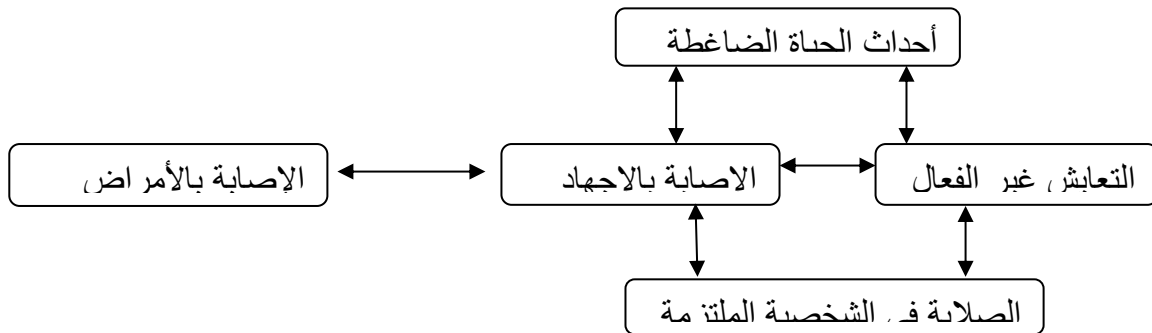 أحداث الحياة الضاغطة
التعايش غير الفعال
الاصابة بالاجهاد
الإصابة بالأمراض
الصلابة في الشخصية الملتزمة